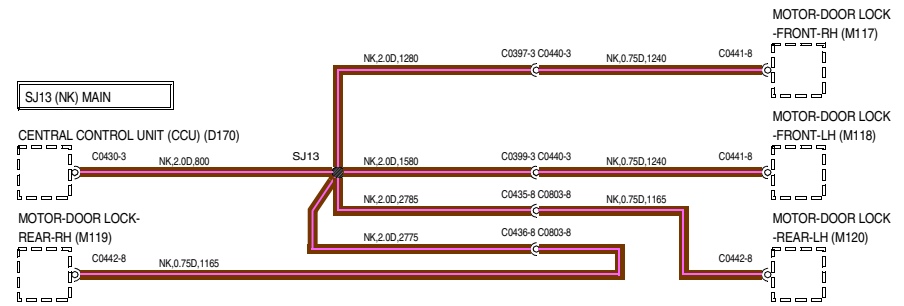 MOTOR-DOOR LOCK
-FRONT-RH (M117)
NK,2.0D,1280
C0397-3 C0440-3
NK,0.75D,1240
C0441-8
SJ13 (NK) MAIN
MOTOR-DOOR LOCK
-FRONT-LH (M118)
CENTRAL CONTROL UNIT (CCU) (D170)
C0430-3
NK,2.0D,800
SJ13
NK,2.0D,1580
C0399-3 C0440-3
NK,0.75D,1240
C0441-8
NK,2.0D,2785
C0435-8 C0803-8
NK,0.75D,1165
MOTOR-DOOR LOCK-
REAR-RH (M119)
MOTOR-DOOR LOCK
-REAR-LH (M120)
NK,2.0D,2775
C0436-8 C0803-8
C0442-8
NK,0.75D,1165
C0442-8